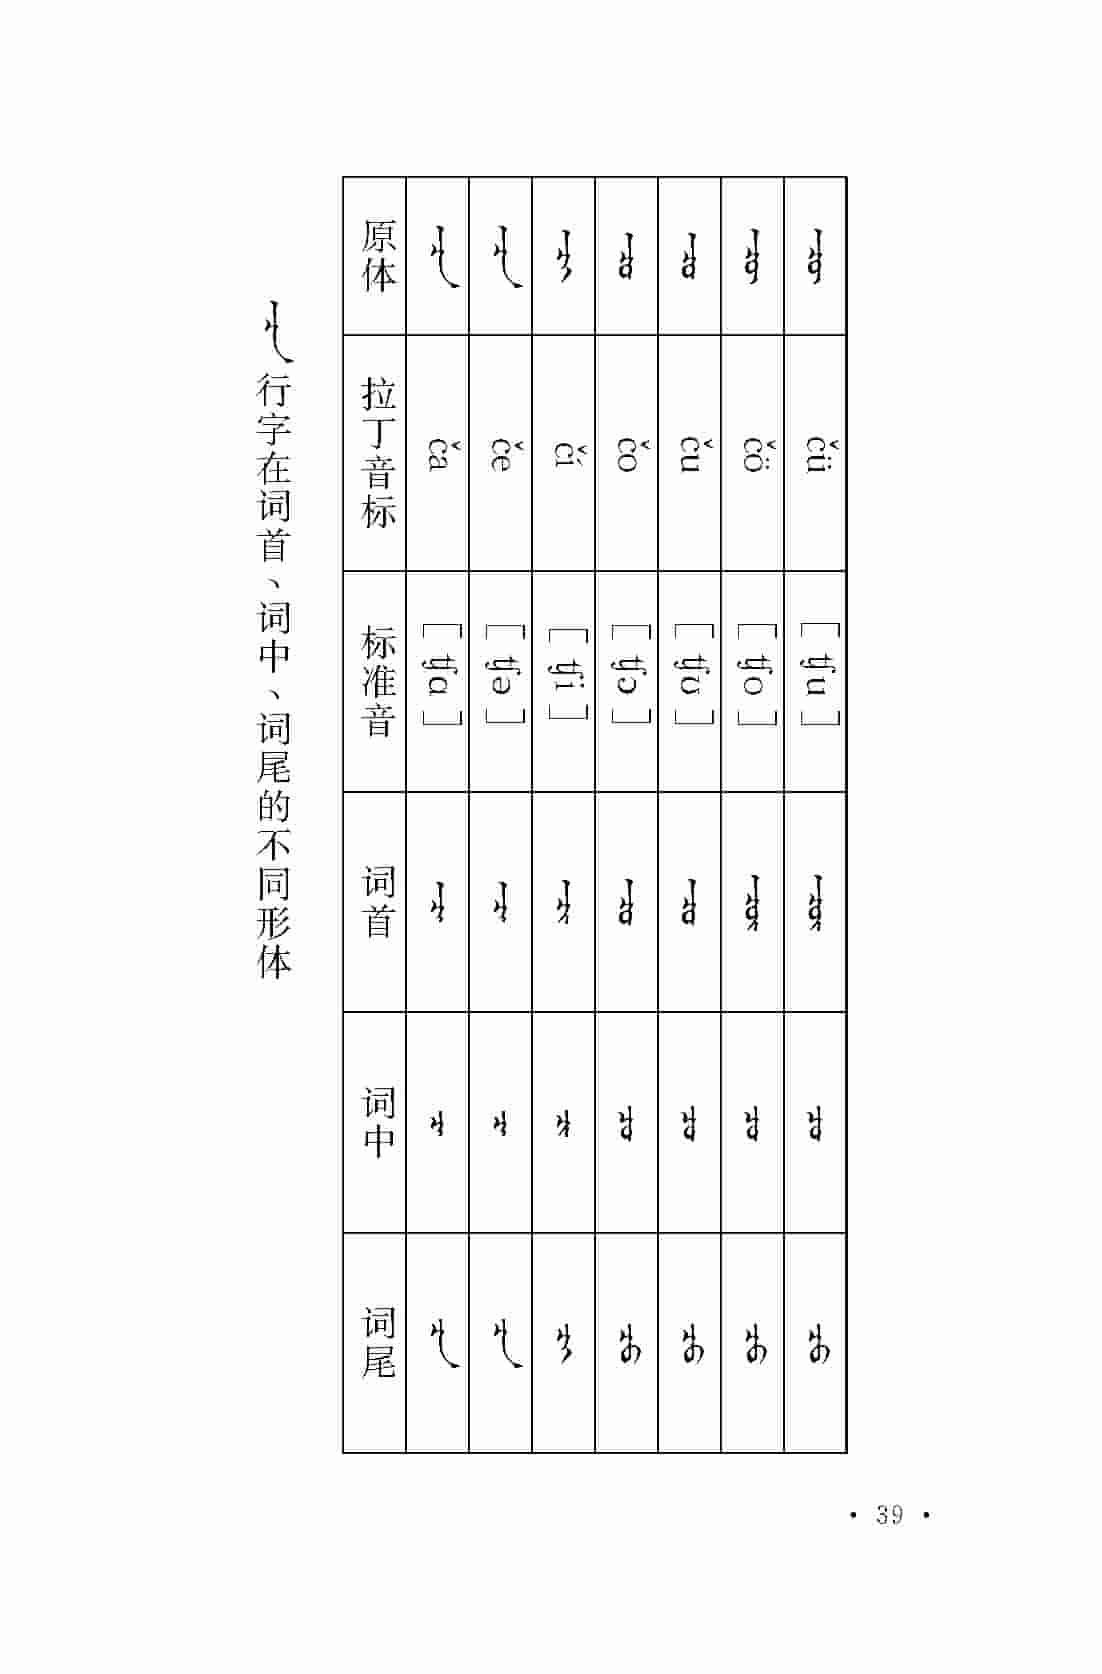 ᠴᠠ 行字在词首、词中、词尾的不同形体
原体 ᠴᠠ ᠴᠡ ᠴᠢ ᠴᠣ ᠴᠤ ᠴᠥ ᠴᠦ
拉丁音标 ča če či čo ču čö čü
标准音 [ʧɑ] [ʧə] [ʧi] [ʧɔ] [ʧʊ] [ʧo] [ʧu]
词首 ᠴᠠ‍ ᠴᠡ‍ ᠴᠢ‍ ᠴᠣ‍ ᠴᠤ‍ ᠴᠥ‍ ᠴᠦ‍
词中 ‍ᠴᠠ‍ ‍ᠴᠡ‍ ‍ᠴᠢ‍ ‍ᠴᠣ‍ ‍ᠴᠤ‍ ‍ᠴᠥ‍ ‍ᠴᠦ‍
词尾 ‍ᠴᠠ ‍ᠴᠡ ‍ᠴᠢ ‍ᠴᠣ ‍ᠴᠤ ‍ᠴᠥ ‍ᠴᠦ
· 39 ·